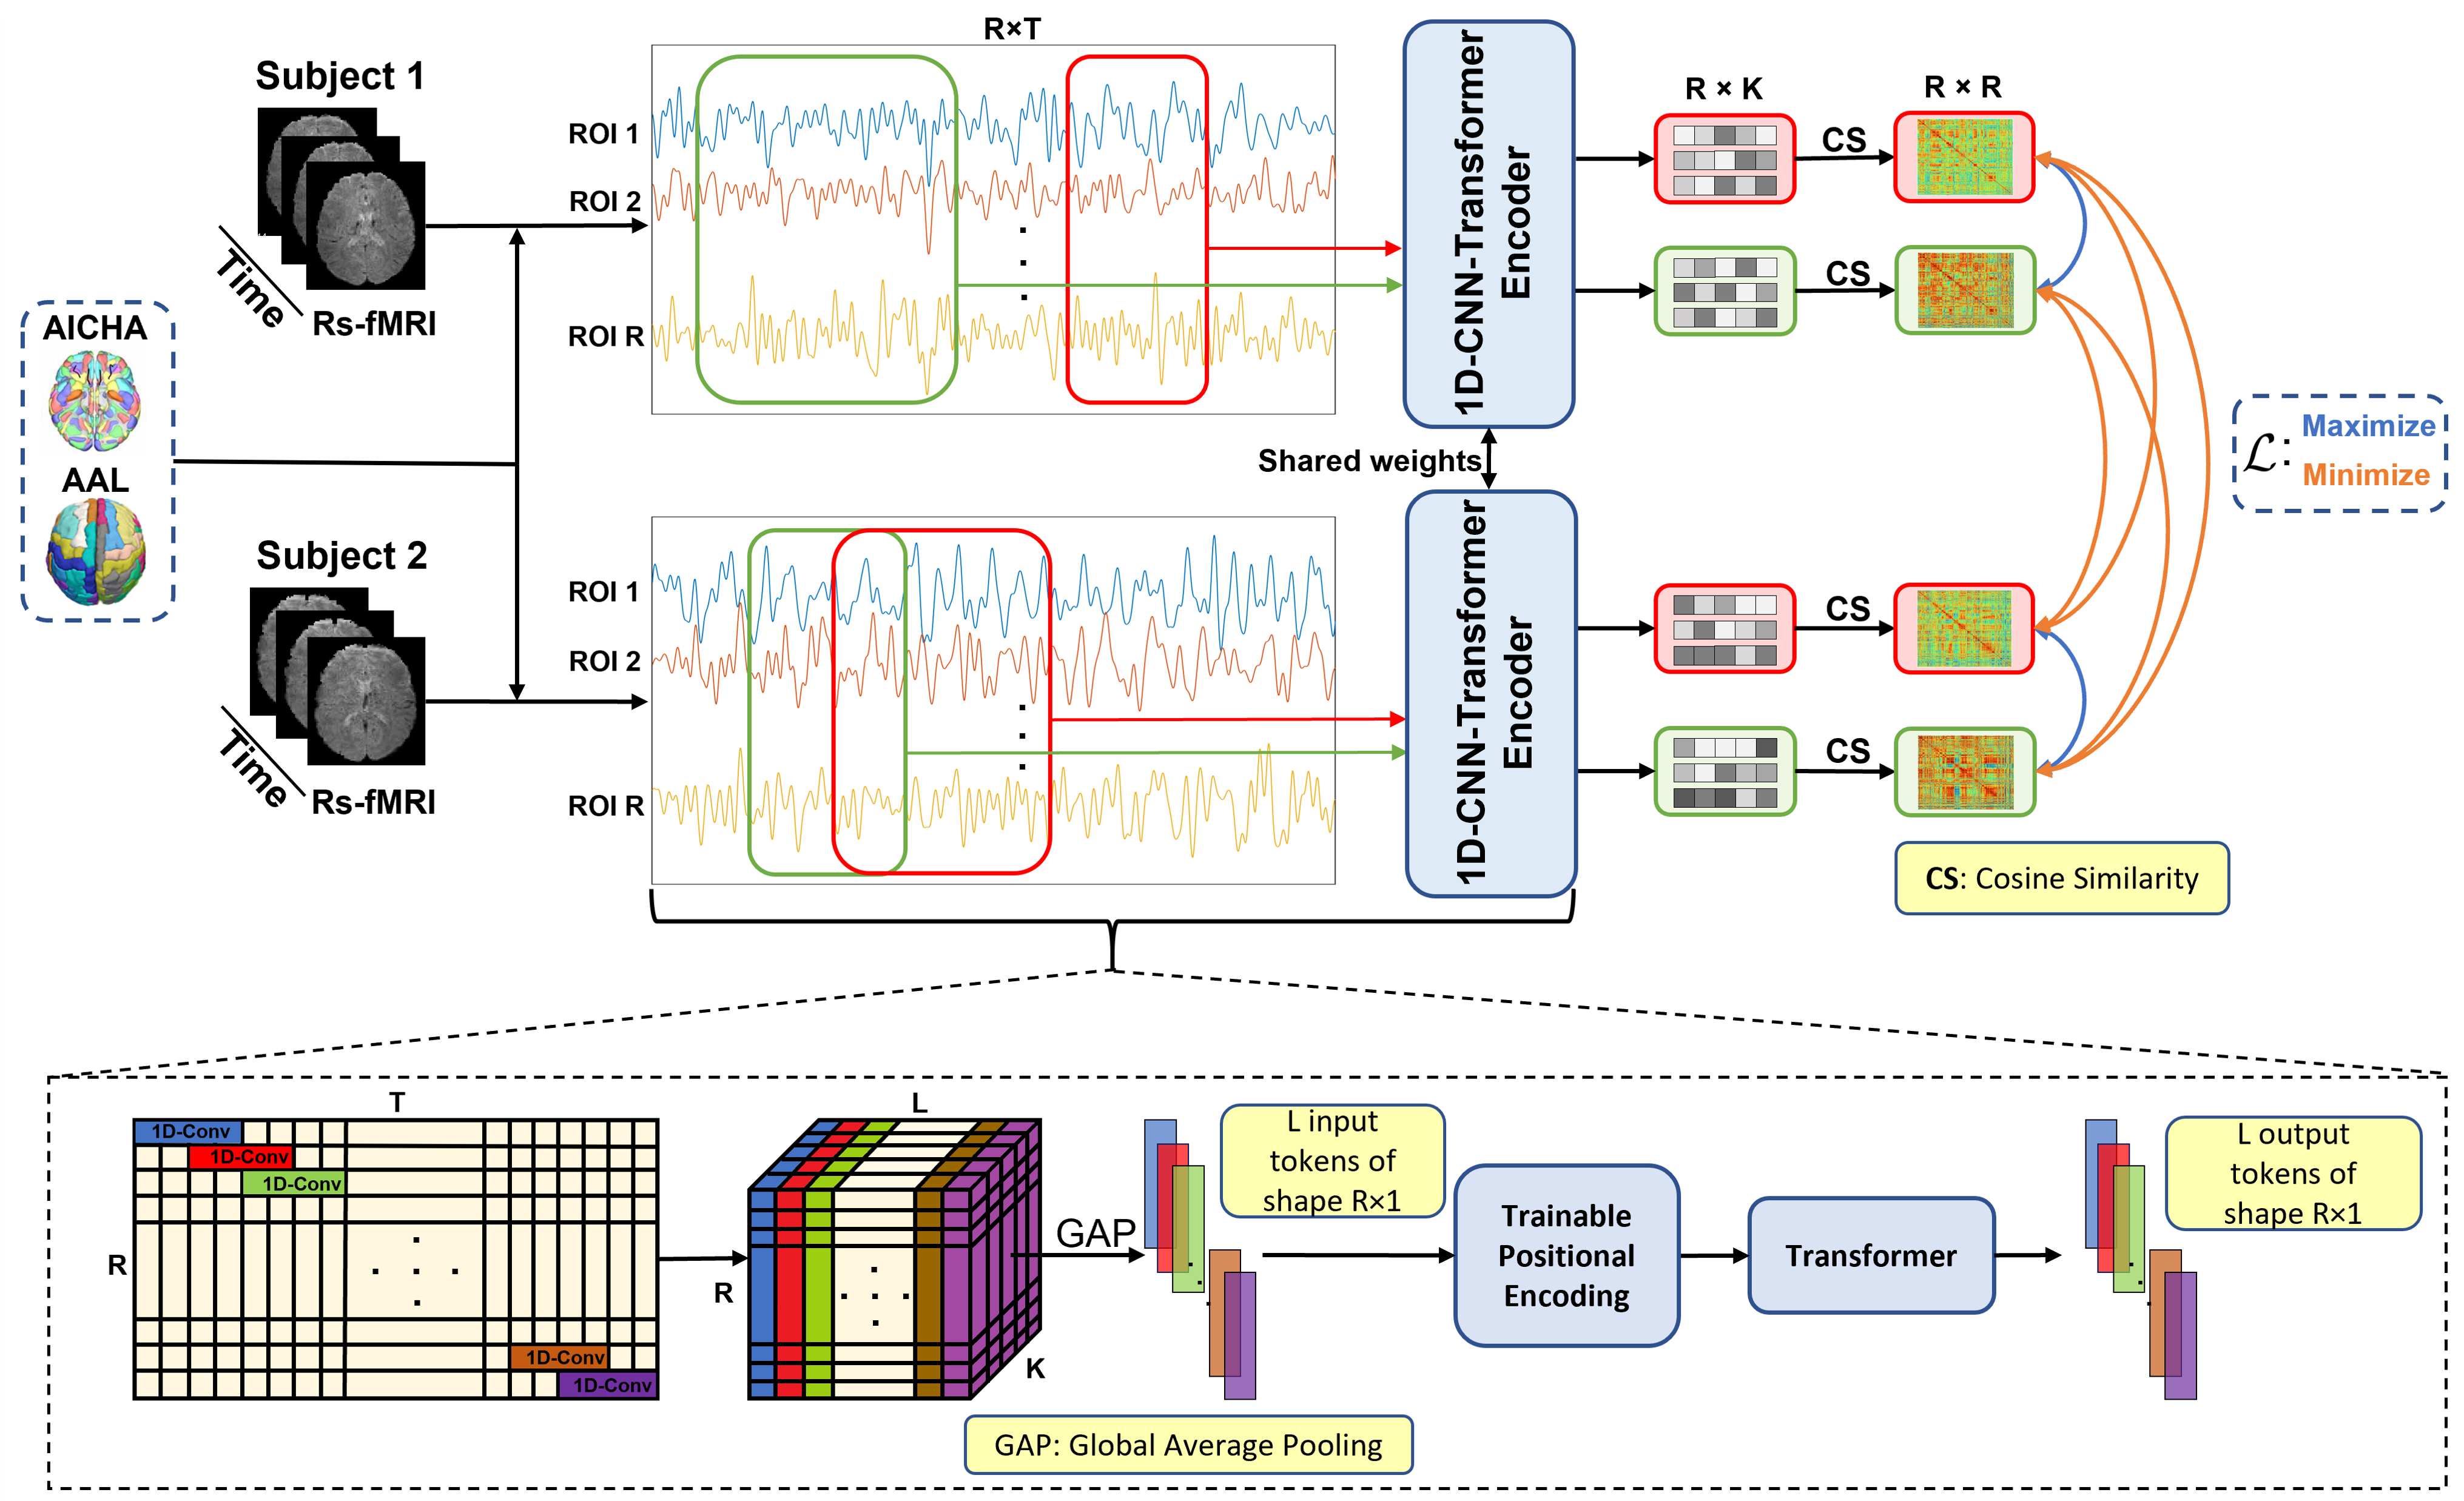 R×T
Subject 1
Time
Rs-fMRI
ROI 1
ROI 2
ROI R
1D-CNN-Transformer
Encoder
R × K
R × R
CS
CS
AICHA
AAL
Shared weights
ℒ:
Maximize
Minimize
Subject 2
Time
Rs-fMRI
ROI 1
ROI 2
ROI R
1D-CNN-Transformer
Encoder
CS
CS
CS: Cosine Similarity
T
1D-Conv
1D-Conv
1D-Conv
R
1D-Conv
1D-Conv
L
R
K
GAP
L input
tokens of
shape R×1
Trainable
Positional
Encoding
Transformer
L output
tokens of
shape R×1
GAP: Global Average Pooling